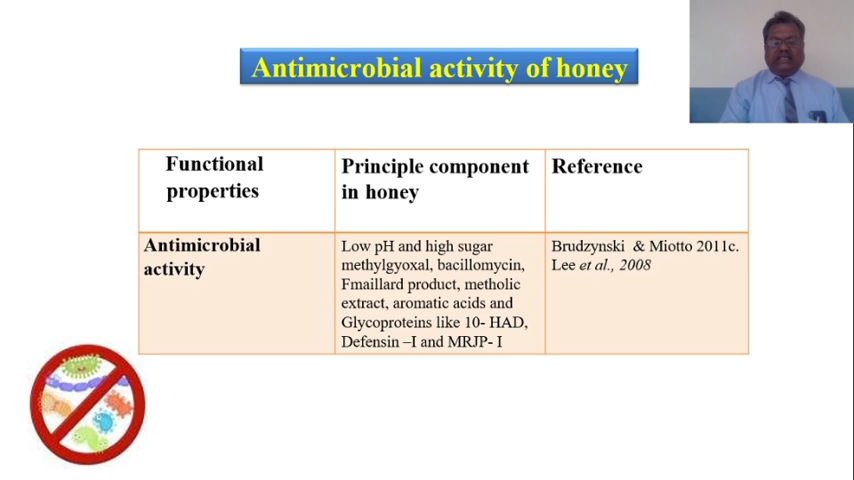 Antimicrobial activity of honey
Functional
properties
Principle component
in honey
Reference
Antimicrobial
activity
Low pH and high sugar
methylgyoxal, bacillomycin,
Fmaillard product, metholic
extract, aromatic acids and
Glycoproteins like 10- HAD,
Defensin –I and MRJP- I
Brudzynski & Miotto 2011c.
Lee et al., 2008